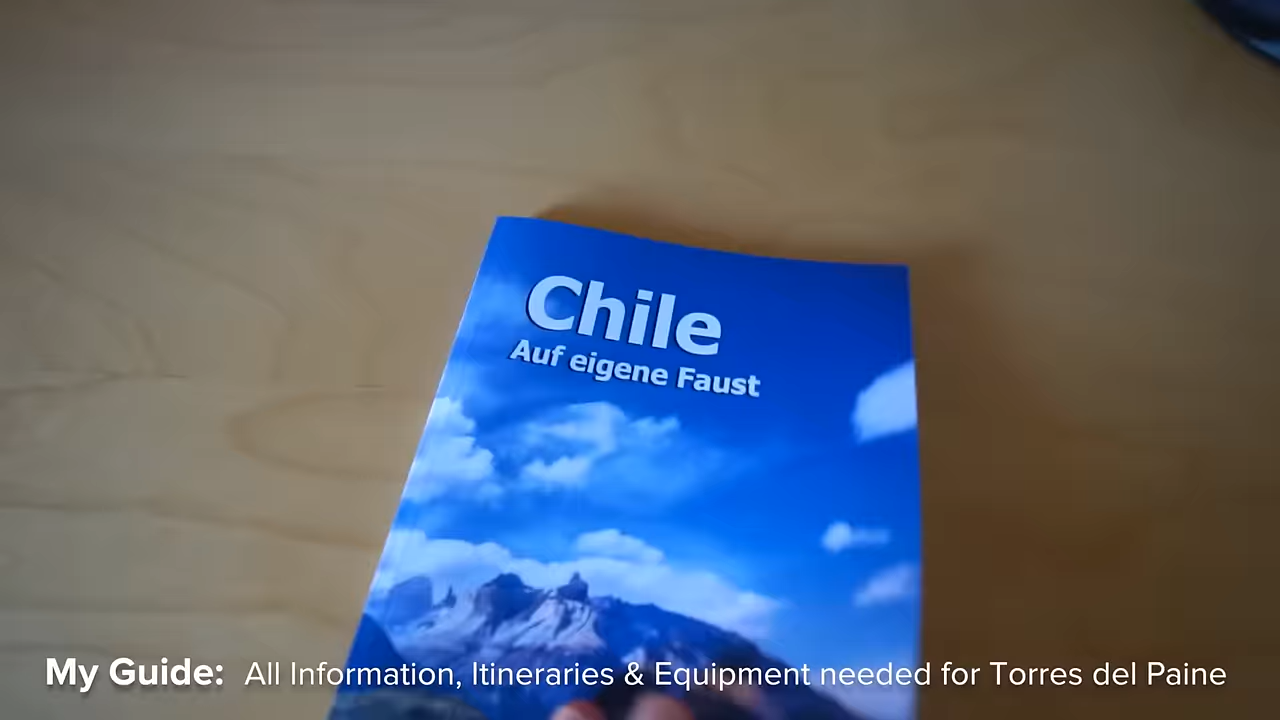 Chile
Auf eigene Faust
My Guide: All Information, Itineraries & Equipment needed for Torres del Paine